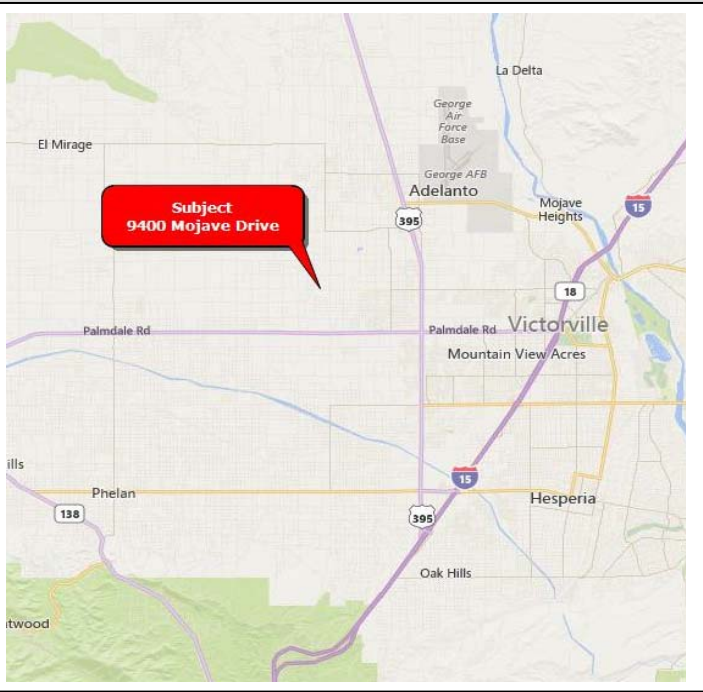 La Delta
George
Air
Force
Base
El Mirage
George AFB
Adelanto
Subject
9400 Mojave Drive
Mojave
Heights
15
395
18
Palmdale Rd
Palmdale Rd
Victorville
Mountain View Acres
ills
15
Phelan
Hesperia
138
395
Oak Hills
twood